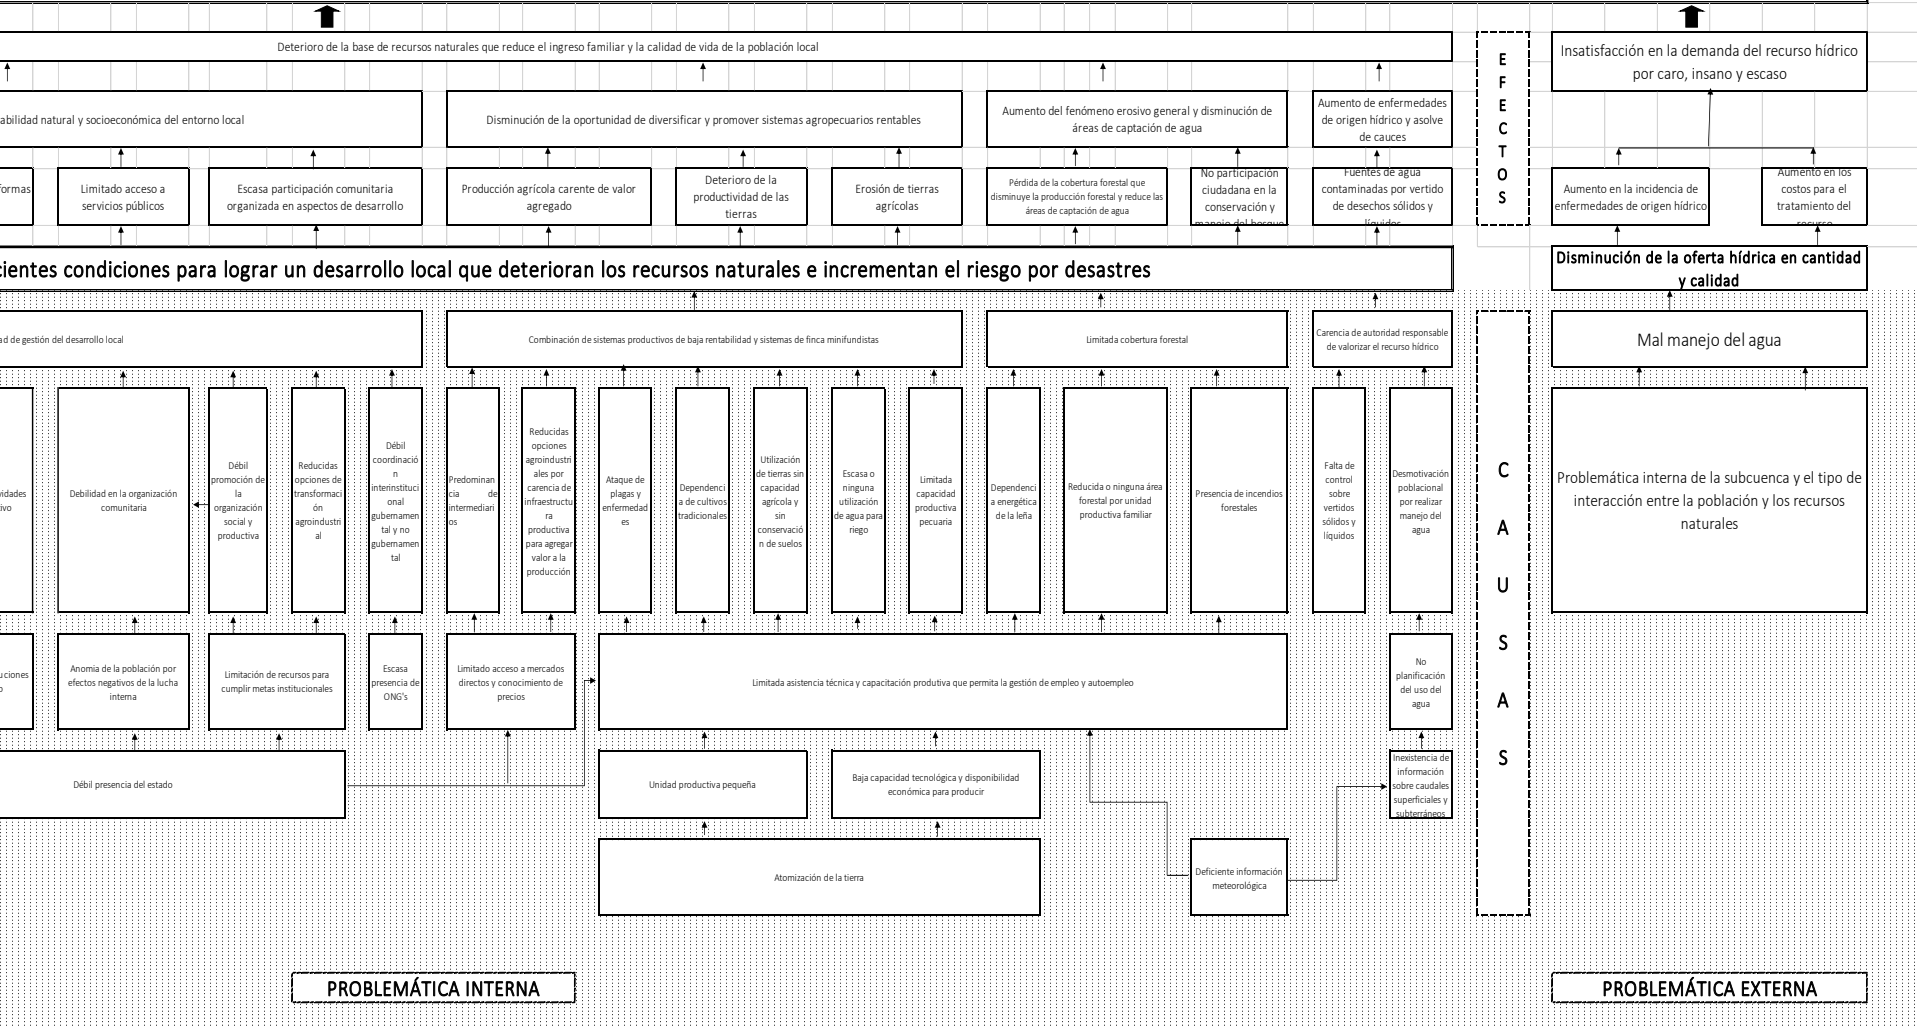 Deterioro de la base de recursos naturales que reduce el ingreso familiar y la calidad de vida de la población local
E
F
E
C
T
O
S
Insatisfacción en la demanda del recurso hídrico
por caro, insano y escaso
abilidad natural y socioeconómica del entorno local
Disminución de la oportunidad de diversificar y promover sistemas agropecuarios rentables
Aumento del fenómeno erosivo general y disminución de
áreas de captación de agua
Aumento de enfermedades
de origen hídrico y asolve
de cauces
formas
Limitado acceso a
servicios públicos
Escasa participación comunitaria
organizada en aspectos de desarrollo
Producción agrícola carente de valor
agregado
Deterioro de la
productividad de las
tierras
Erosión de tierras
agrícolas
Pérdida de la cobertura forestal que
disminuye la producción forestal y reduce las
áreas de captación de agua
No participación
ciudadana en la
conservación y
manejo del bosque
Fuentes de agua
contaminadas por vertido
de desechos sólidos y
líquidos
Aumento en la incidencia de
enfermedades de origen hídrico
Aumento en los
costos para el
tratamiento del
recurso
cientes condiciones para lograr un desarrollo local que deterioran los recursos naturales e incrementan el riesgo por desastres
Disminución de la oferta hídrica en cantidad
y calidad
ad de gestión del desarrollo local
Combinación de sistemas productivos de baja rentabilidad y sistemas de finca minifundistas
Limitada cobertura forestal
Carencia de autoridad responsable
de valorizar el recurso hídrico
C
A
U
S
A
S
Mal manejo del agua
vidades
ivo
Debilidad en la organización
comunitaria
Débil
promoción de
la
organización
social y
productiva
Reducidas
opciones de
transformaci
ón
agroindustri
al
Débil
coordinació
n
interinstituci
onal
gubernamen
tal y no
gubernamen
tal
Predominan
cia de
intermediari
os
Reducidas
opciones
agroindustri
ales por
carencia de
infraestructu
ra
productiva
para agregar
valor a la
producción
Ataque de
plagas y
enfermedad
es
Dependenci
a de cultivos
tradicionales
Utilización
de tierras sin
capacidad
agrícola y
sin
conservació
n de suelos
Escasa o
ninguna
utilización
de agua para
riego
Limitada
capacidad
productiva
pecuaria
Dependenci
a energética
de la leña
Reducida o ninguna área
forestal por unidad
productiva familiar
Presencia de incendios
forestales
Falta de
control
sobre
vertidos
sólidos y
líquidos
Desmotivación
poblacional
por realizar
manejo del
agua
Problemática interna de la subcuenca y el tipo de
interacción entre la población y los recursos
naturales
uciones
o
Anomia de la población por
efectos negativos de la lucha
interna
Limitación de recursos para
cumplir metas institucionales
Escasa
presencia de
ONG's
Limitado acceso a mercados
directos y conocimiento de
precios
Limitada asistencia técnica y capacitación produtiva que permita la gestión de empleo y autoempleo
No
planificación
del uso del
agua
Débil presencia del estado
Unidad productiva pequeña
Baja capacidad tecnológica y disponibilidad
económica para producir
Inexistencia de
información
sobre caudales
superficiales y
subterráneos
Atomización de la tierra
Deficiente información
meteorológica
PROBLEMÁTICA INTERNA
PROBLEMÁTICA EXTERNA